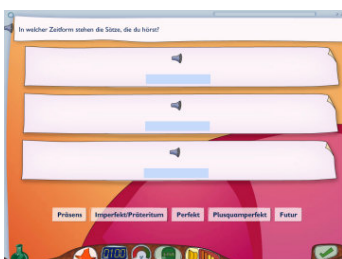 In welcher Zeitform stehen die Sätze, die du hörst?
Präsens Imperfekt/Präteritum Perfekt Plusquamperfekt Futur